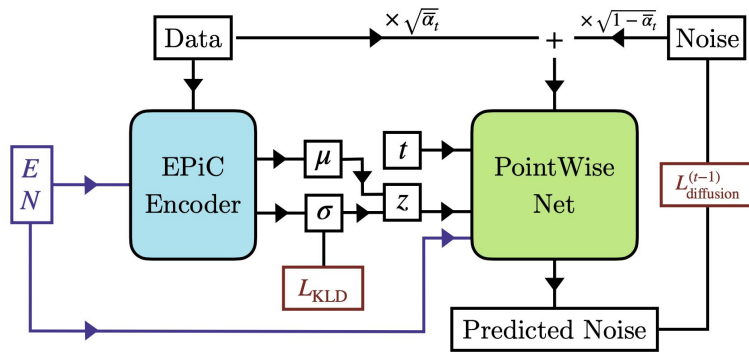 Data
× √ᾱₜ
+
× √1 − ᾱₜ
Noise
E
N
EPiC
Encoder
μ
σ
t
z
PointWise
Net
L_diffusion^(t−1)
L_KLD
Predicted Noise